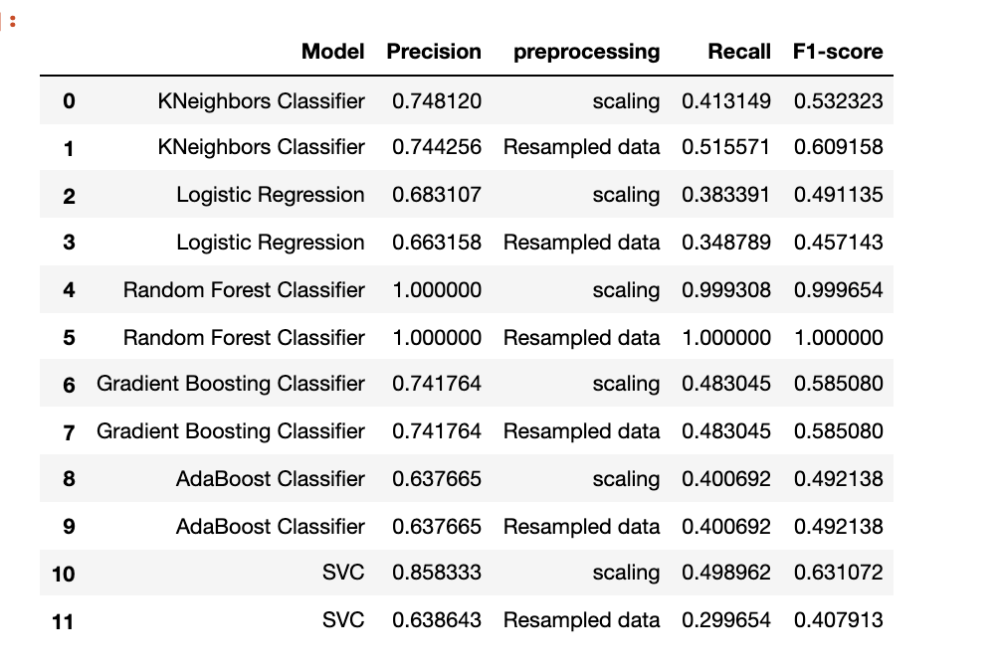 :
Model Precision preprocessing Recall F1-score
0 KNeighbors Classifier 0.748120 scaling 0.413149 0.532323
1 KNeighbors Classifier 0.744256 Resampled data 0.515571 0.609158
2 Logistic Regression 0.683107 scaling 0.383391 0.491135
3 Logistic Regression 0.663158 Resampled data 0.348789 0.457143
4 Random Forest Classifier 1.000000 scaling 0.999308 0.999654
5 Random Forest Classifier 1.000000 Resampled data 1.000000 1.000000
6 Gradient Boosting Classifier 0.741764 scaling 0.483045 0.585080
7 Gradient Boosting Classifier 0.741764 Resampled data 0.483045 0.585080
8 AdaBoost Classifier 0.637665 scaling 0.400692 0.492138
9 AdaBoost Classifier 0.637665 Resampled data 0.400692 0.492138
10 SVC 0.858333 scaling 0.498962 0.631072
11 SVC 0.638643 Resampled data 0.299654 0.407913